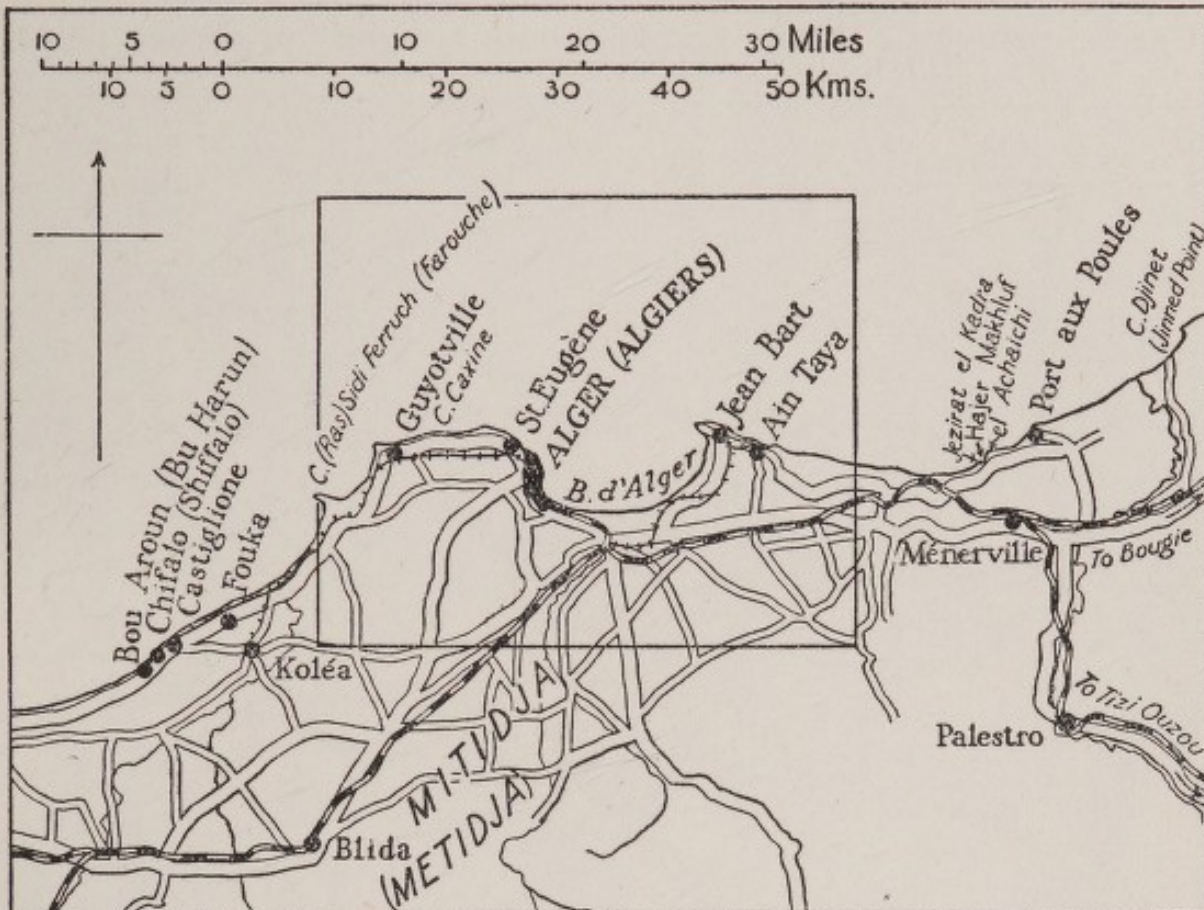 10 5 0 10 20 30 Miles
10 5 0 10 20 30 40 50 Kms.
C. (Ras) Sidi Ferruch (Farouche)
Guyotville
C. Caxine
St. Eugène
ALGER (ALGIERS)
B. d'Alger
Jean Bart
Ain Taya
Jezirat el Kadra
Hajer Makhluf
el Achaichi
Port aux Poules
C. Djinet
(Jinned Point)
Bou Aroun (Bu Harun)
Chifalo (Shiffalo)
Castiglione
Fouka
Koléa
Ménerville
To Bougie
Palestro
To Tizi Ouzou
Blida
MITIDJA
(METIDJA)